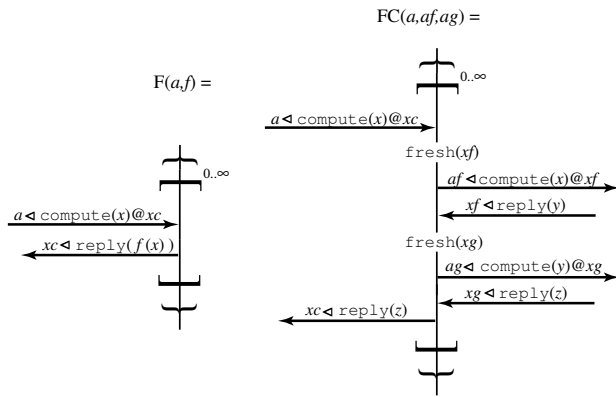 FC(a,af,ag) =
0..∞
a ◁ compute(x)@xc
fresh(xf)
af ◁ compute(x)@xf
xf ◁ reply(y)
fresh(xg)
ag ◁ compute(y)@xg
xg ◁ reply(z)
xc ◁ reply(z)
F(a,f) =
0..∞
a ◁ compute(x)@xc
xc ◁ reply(f(x))